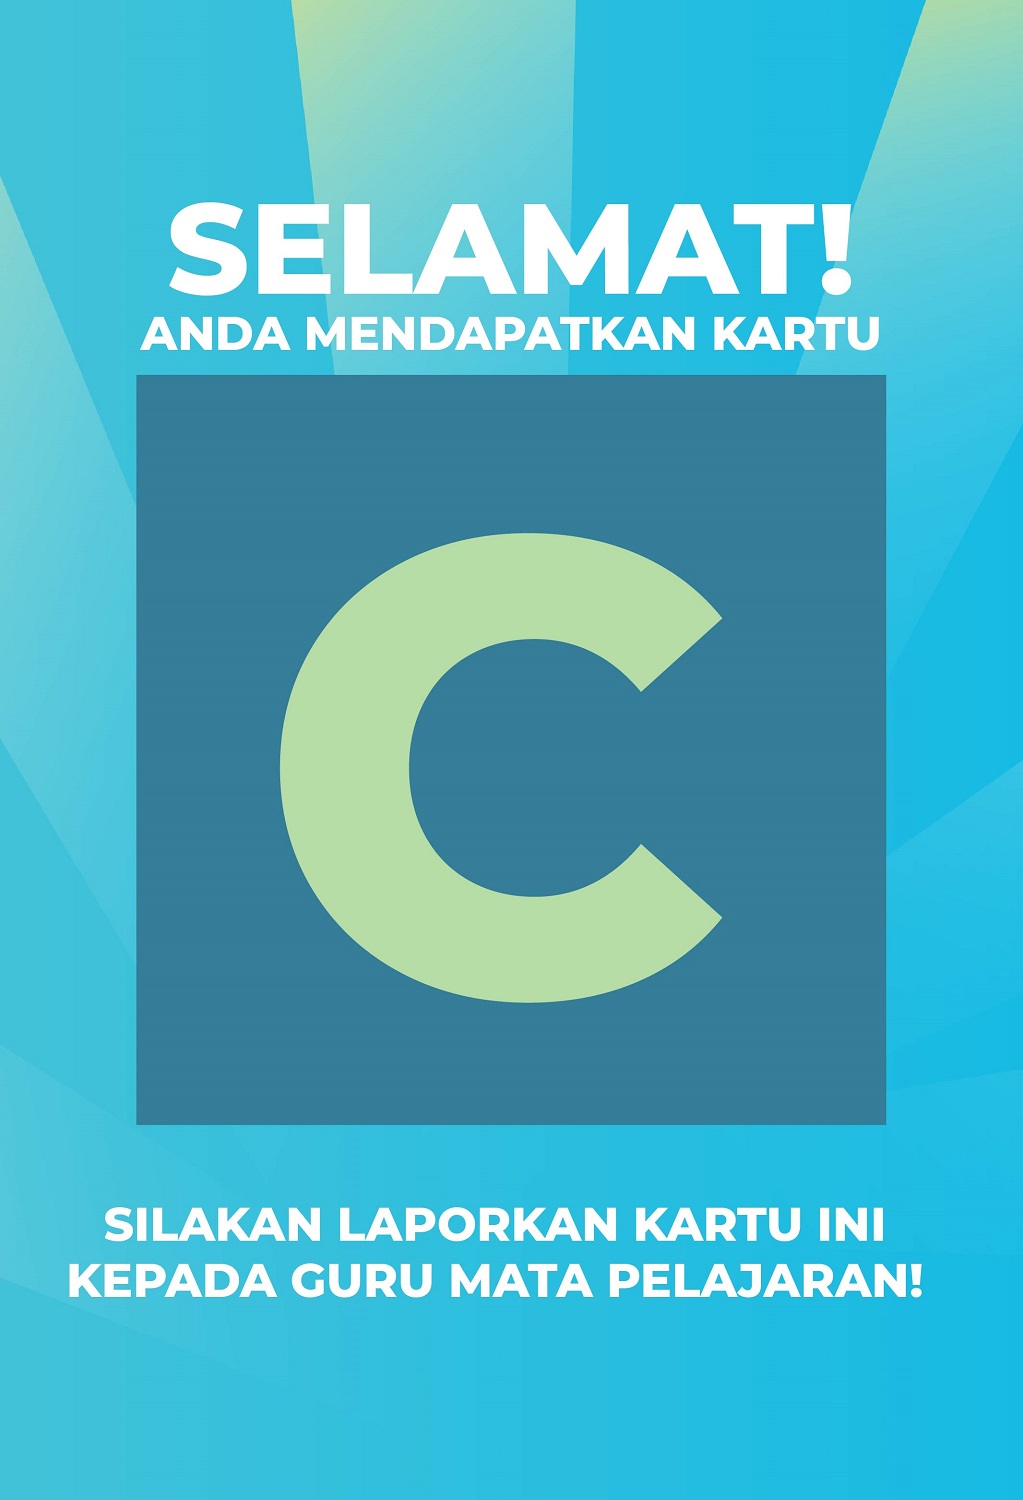 SELAMAT!
ANDA MENDAPATKAN KARTU
C
SILAKAN LAPORKAN KARTU INI
KEPADA GURU MATA PELAJARAN!